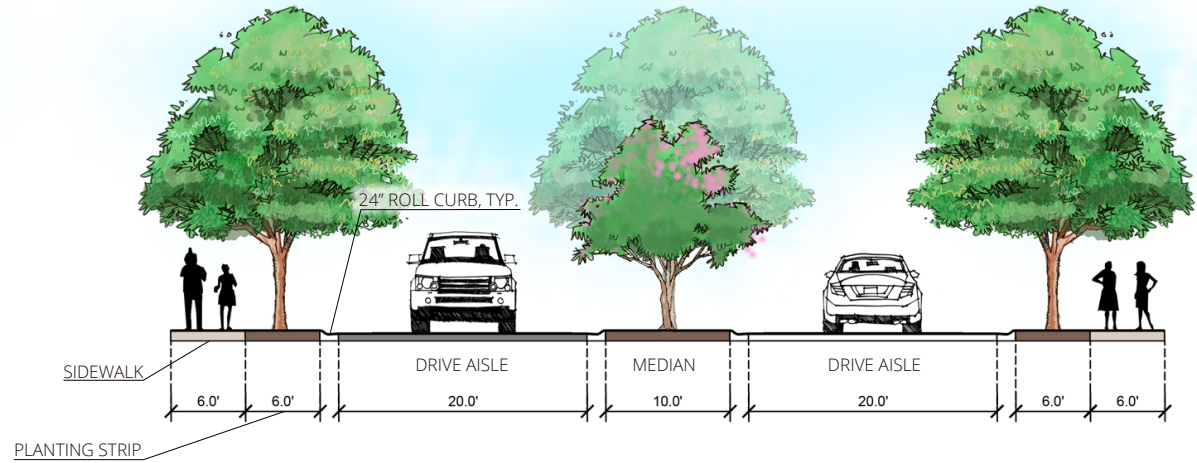 24" ROLL CURB, TYP.
DRIVE AISLE
MEDIAN
DRIVE AISLE
SIDEWALK
6.0'
6.0'
20.0'
10.0'
20.0'
6.0'
6.0'
PLANTING STRIP